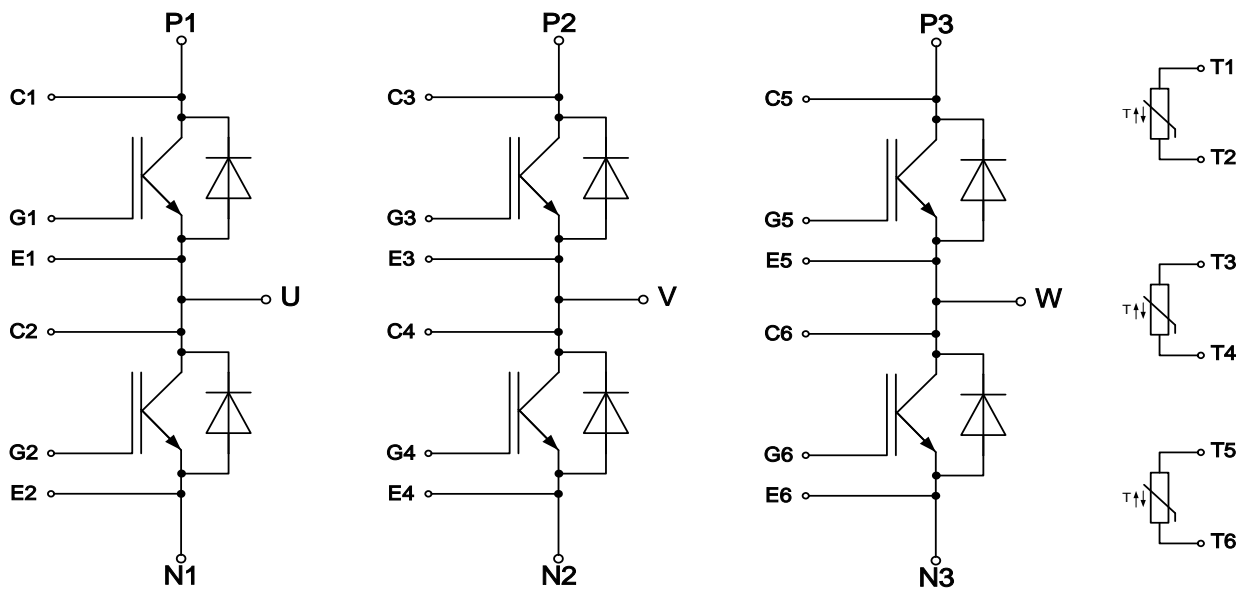 P1 P2 P3
C1 C3 C5 T1
T↑↓
G1 G3 G5 T2
E1 E3 E5 T3
U V W
T↑↓
C2 C4 C6 T4
G2 G4 G6 T5
E2 E4 E6
T↑↓
T6
N1 N2 N3